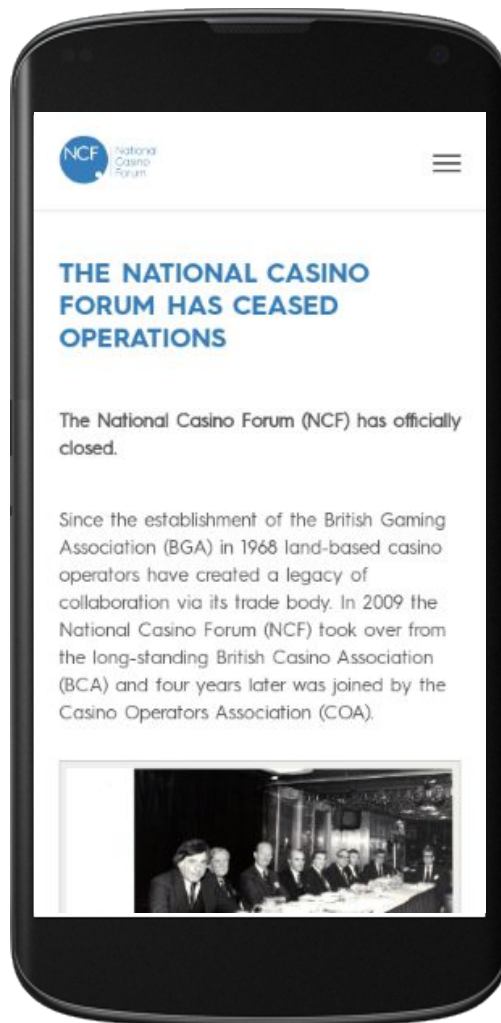 NCF
National
Casino
Forum
THE NATIONAL CASINO
FORUM HAS CEASED
OPERATIONS
The National Casino Forum (NCF) has officially
closed.
Since the establishment of the British Gaming
Association (BGA) in 1968 land-based casino
operators have created a legacy of
collaboration via its trade body. In 2009 the
National Casino Forum (NCF) took over from
the long-standing British Casino Association
(BCA) and four years later was joined by the
Casino Operators Association (COA).